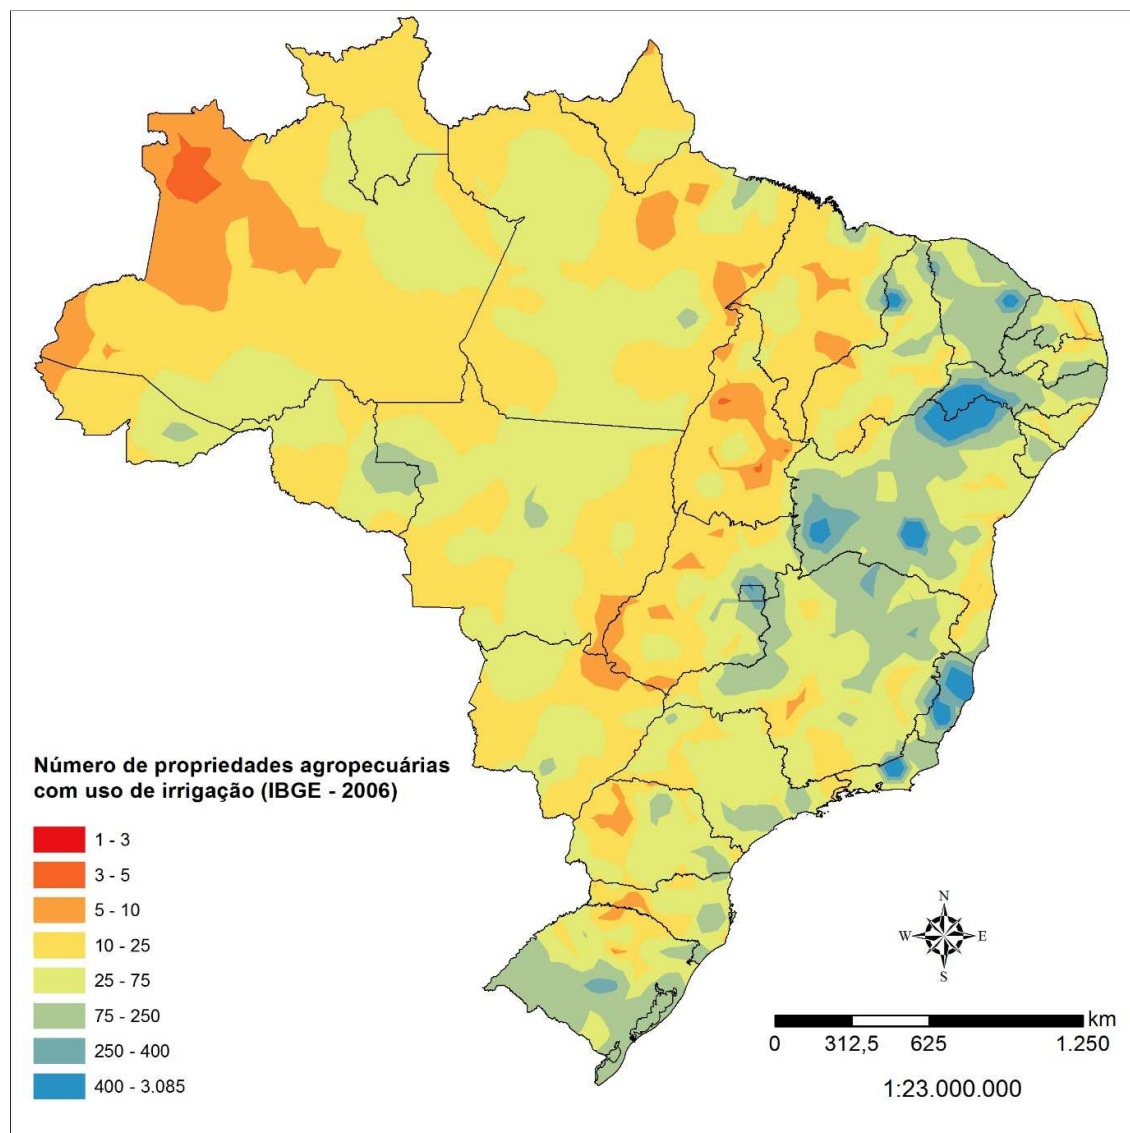 Número de propriedades agropecuárias
com uso de irrigação (IBGE - 2006)
1 - 3
3 - 5
5 - 10
10 - 25
25 - 75
75 - 250
250 - 400
400 - 3.085
N
W E
S
km
0 312,5 625 1.250
1:23.000.000